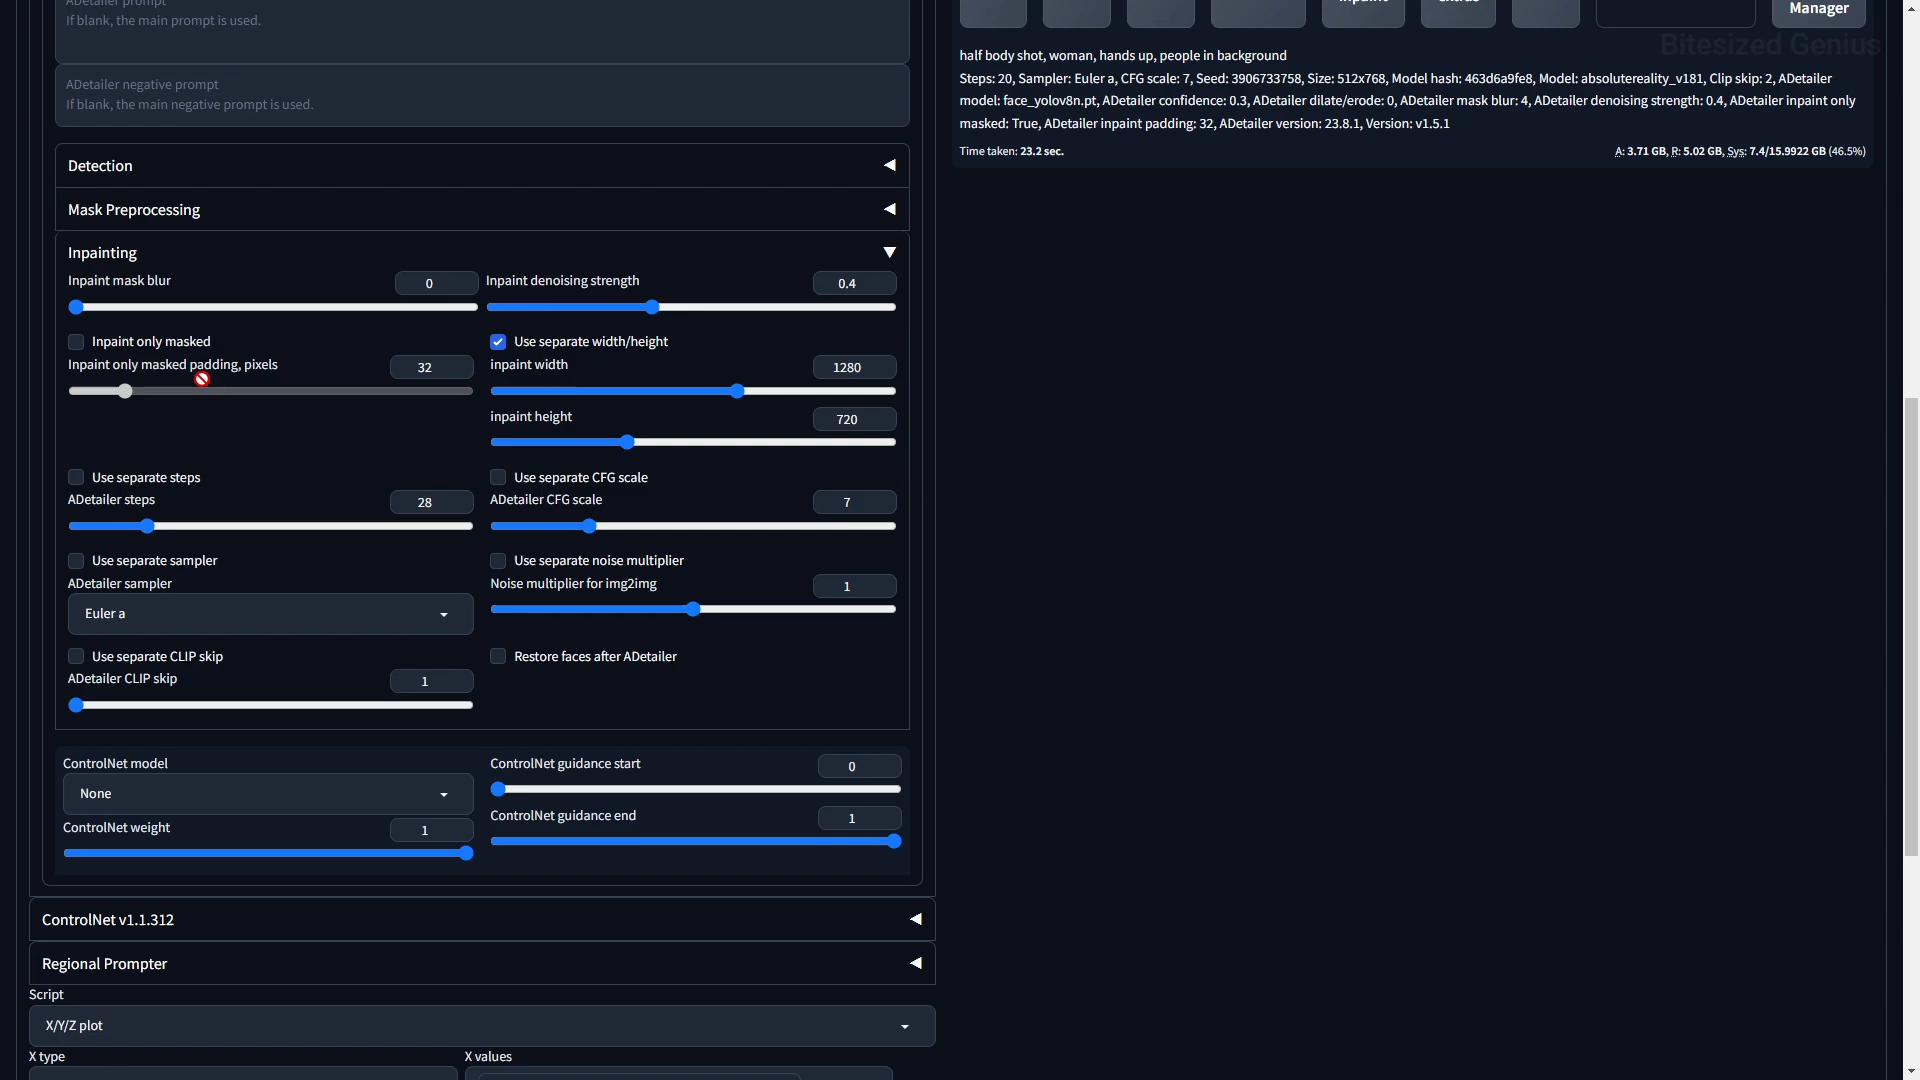 ADetailer prompt
If blank, the main prompt is used.
ADetailer negative prompt
If blank, the main negative prompt is used.
Detection
Mask Preprocessing
Inpainting
Inpaint mask blur
0
Inpaint denoising strength
0.4
Inpaint only masked
Use separate width/height
Inpaint only masked padding, pixels
32
inpaint width
1280
inpaint height
720
Use separate steps
Use separate CFG scale
ADetailer steps
28
ADetailer CFG scale
7
Use separate sampler
Use separate noise multiplier
ADetailer sampler
Noise multiplier for img2img
1
Euler a
Use separate CLIP skip
Restore faces after ADetailer
ADetailer CLIP skip
1
ControlNet model
ControlNet guidance start
0
None
ControlNet weight
1
ControlNet guidance end
1
ControlNet v1.1.312
Regional Prompter
Script
X/Y/Z plot
X type
X values
inpaint
extras
Manager
Bitesized Genius
half body shot, woman, hands up, people in background
Steps: 20, Sampler: Euler a, CFG scale: 7, Seed: 3906733758, Size: 512x768, Model hash: 463d6a9fe8, Model: absolutereality_v181, Clip skip: 2, ADetailer
model: face_yolov8n.pt, ADetailer confidence: 0.3, ADetailer dilate/erode: 0, ADetailer mask blur: 4, ADetailer denoising strength: 0.4, ADetailer inpaint only
masked: True, ADetailer inpaint padding: 32, ADetailer version: 23.8.1, Version: v1.5.1
Time taken: 23.2 sec.
A: 3.71 GB, R: 5.02 GB, Sys: 7.4/15.9922 GB (46.5%)